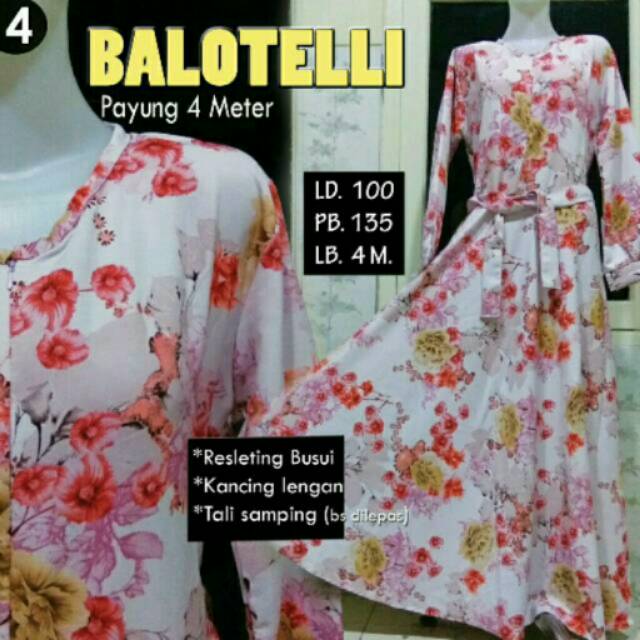 4
BALOTELLI
Payung 4 Meter
LD. 100
PB. 135
LB. 4 M.
*Resleting Busui
*Kancing lengan
*Tali samping (bs dilepas)